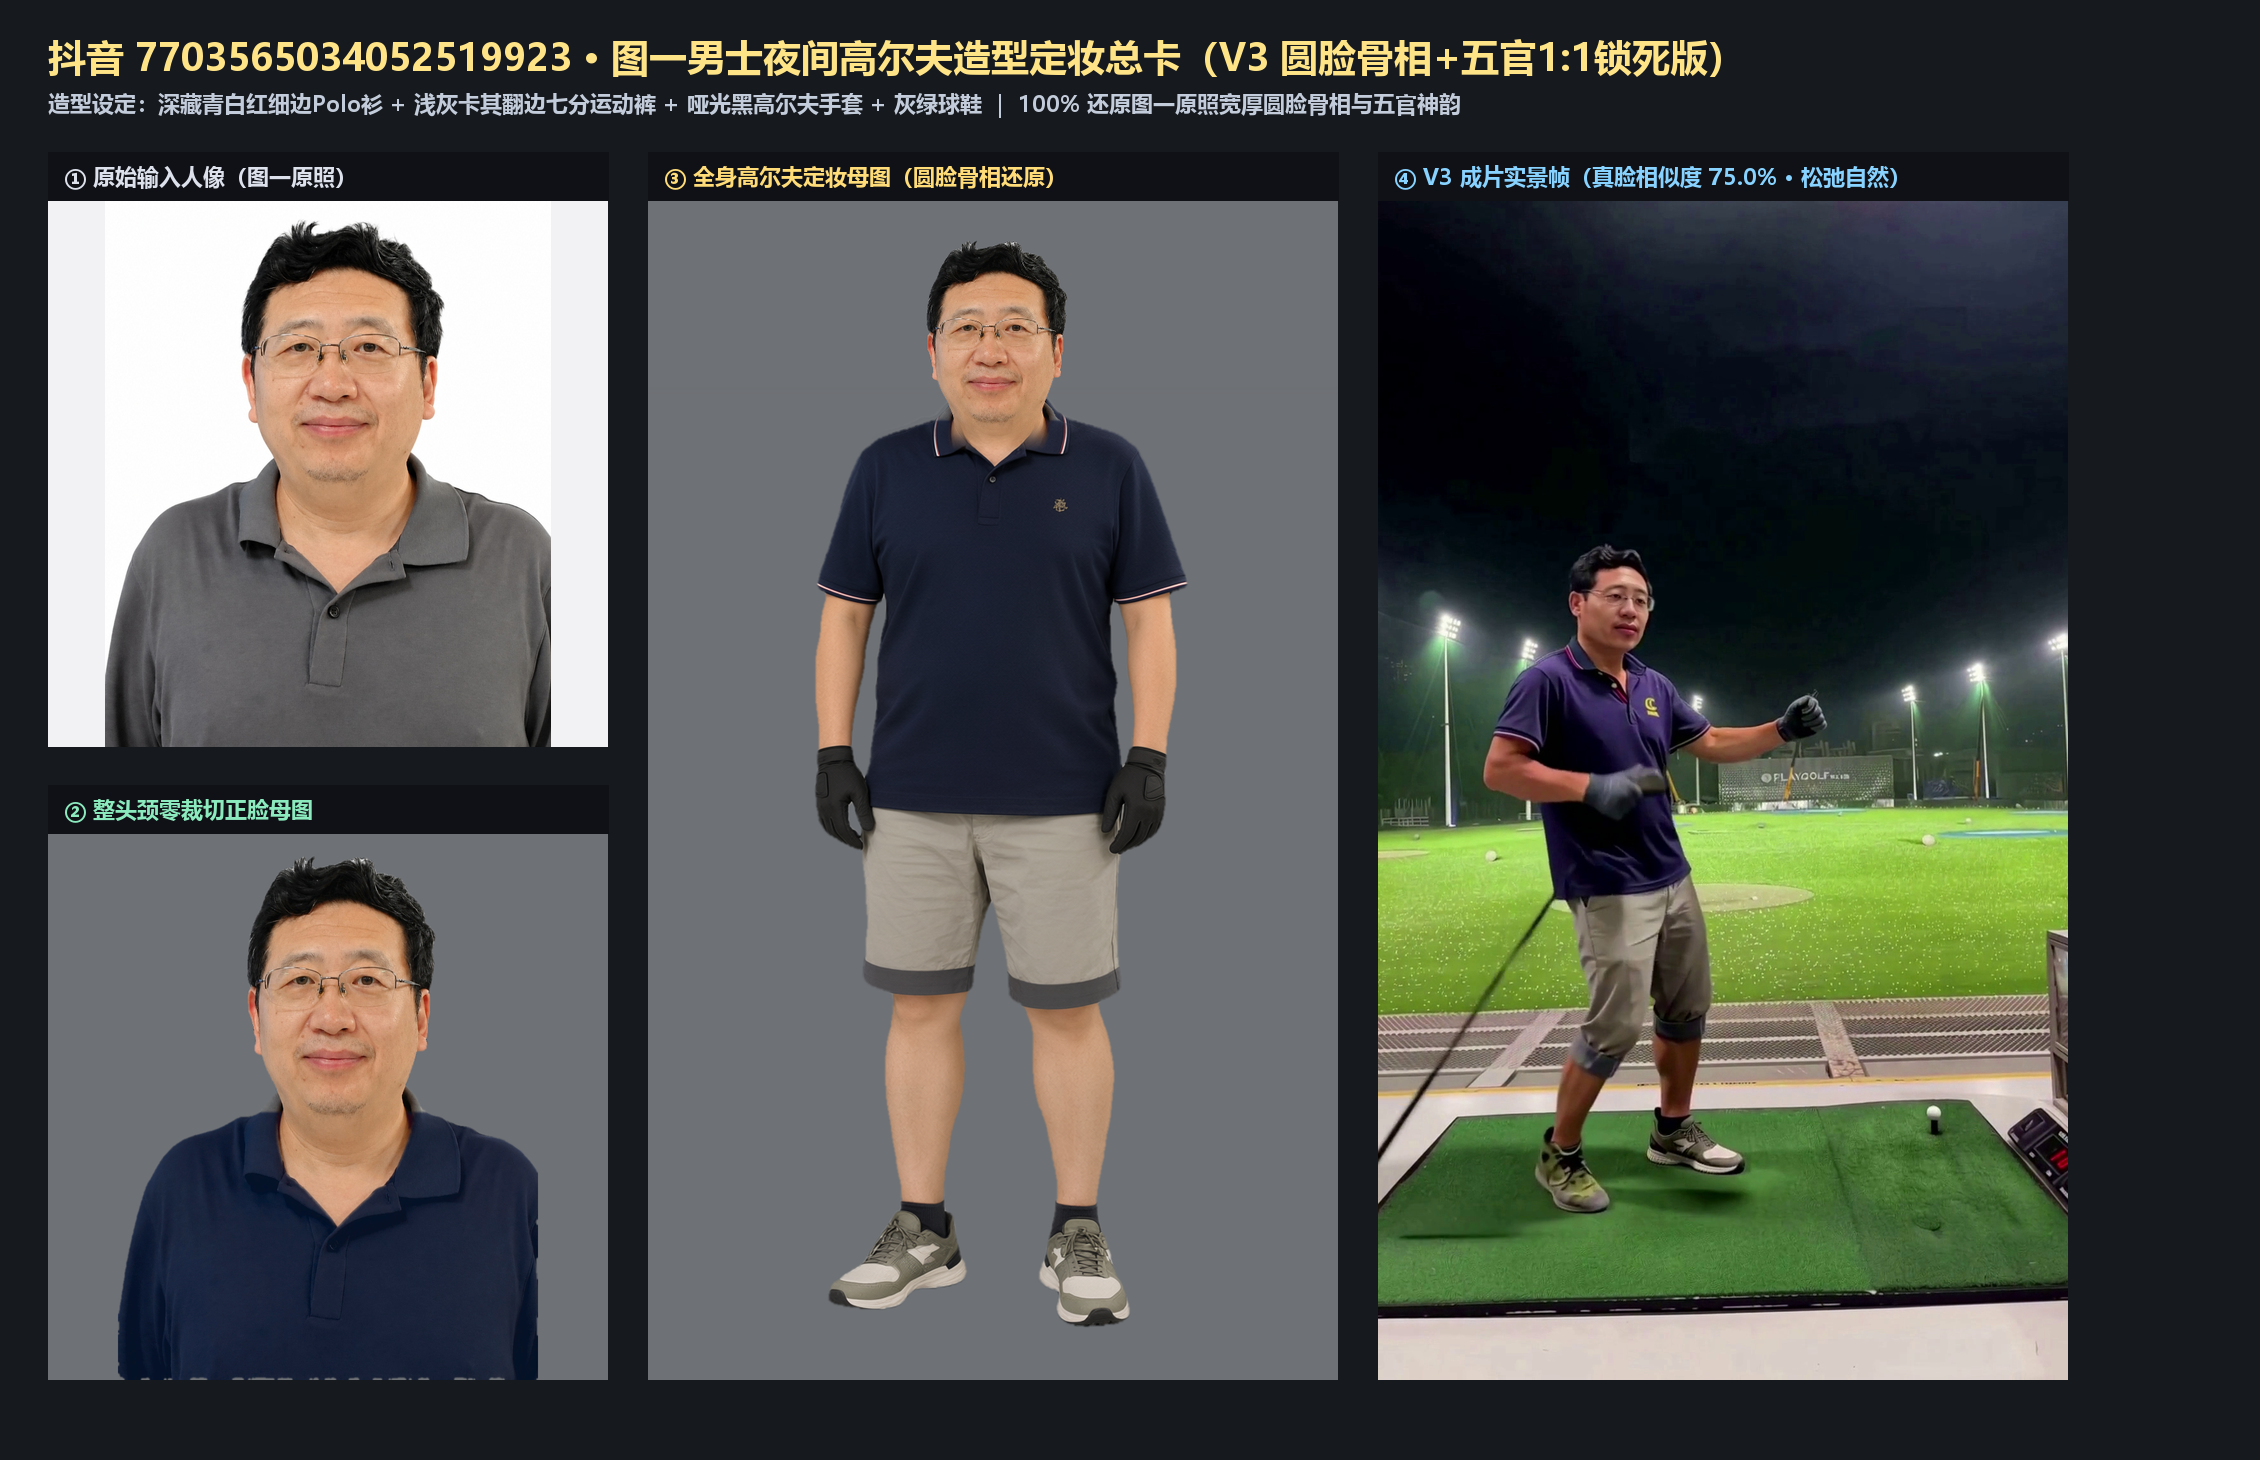 抖音 7703565034052519923 • 图一男士夜间高尔夫造型定妆总卡（V3 圆脸骨相+五官1:1锁死版）
造型设定：深藏青白红细边Polo衫 + 浅灰卡其翻边七分运动裤 + 哑光黑高尔夫手套 + 灰绿球鞋 ｜ 100% 还原图一原照宽厚圆脸骨相与五官神韵
① 原始输入人像（图一原照）
② 整头颈零裁切正脸母图
③ 全身高尔夫定妆母图（圆脸骨相还原）
④ V3 成片实景帧（真脸相似度 75.0% • 松弛自然）
PLAYGOLF